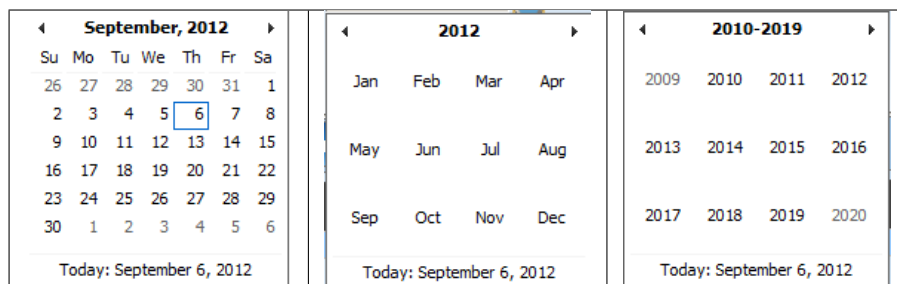 September, 2012
Su Mo Tu We Th Fr Sa
26 27 28 29 30 31 1
2 3 4 5 6 7 8
9 10 11 12 13 14 15
16 17 18 19 20 21 22
23 24 25 26 27 28 29
30 1 2 3 4 5 6
Today: September 6, 2012
2012
Jan Feb Mar Apr
May Jun Jul Aug
Sep Oct Nov Dec
Today: September 6, 2012
2010-2019
2009 2010 2011 2012
2013 2014 2015 2016
2017 2018 2019 2020
Today: September 6, 2012